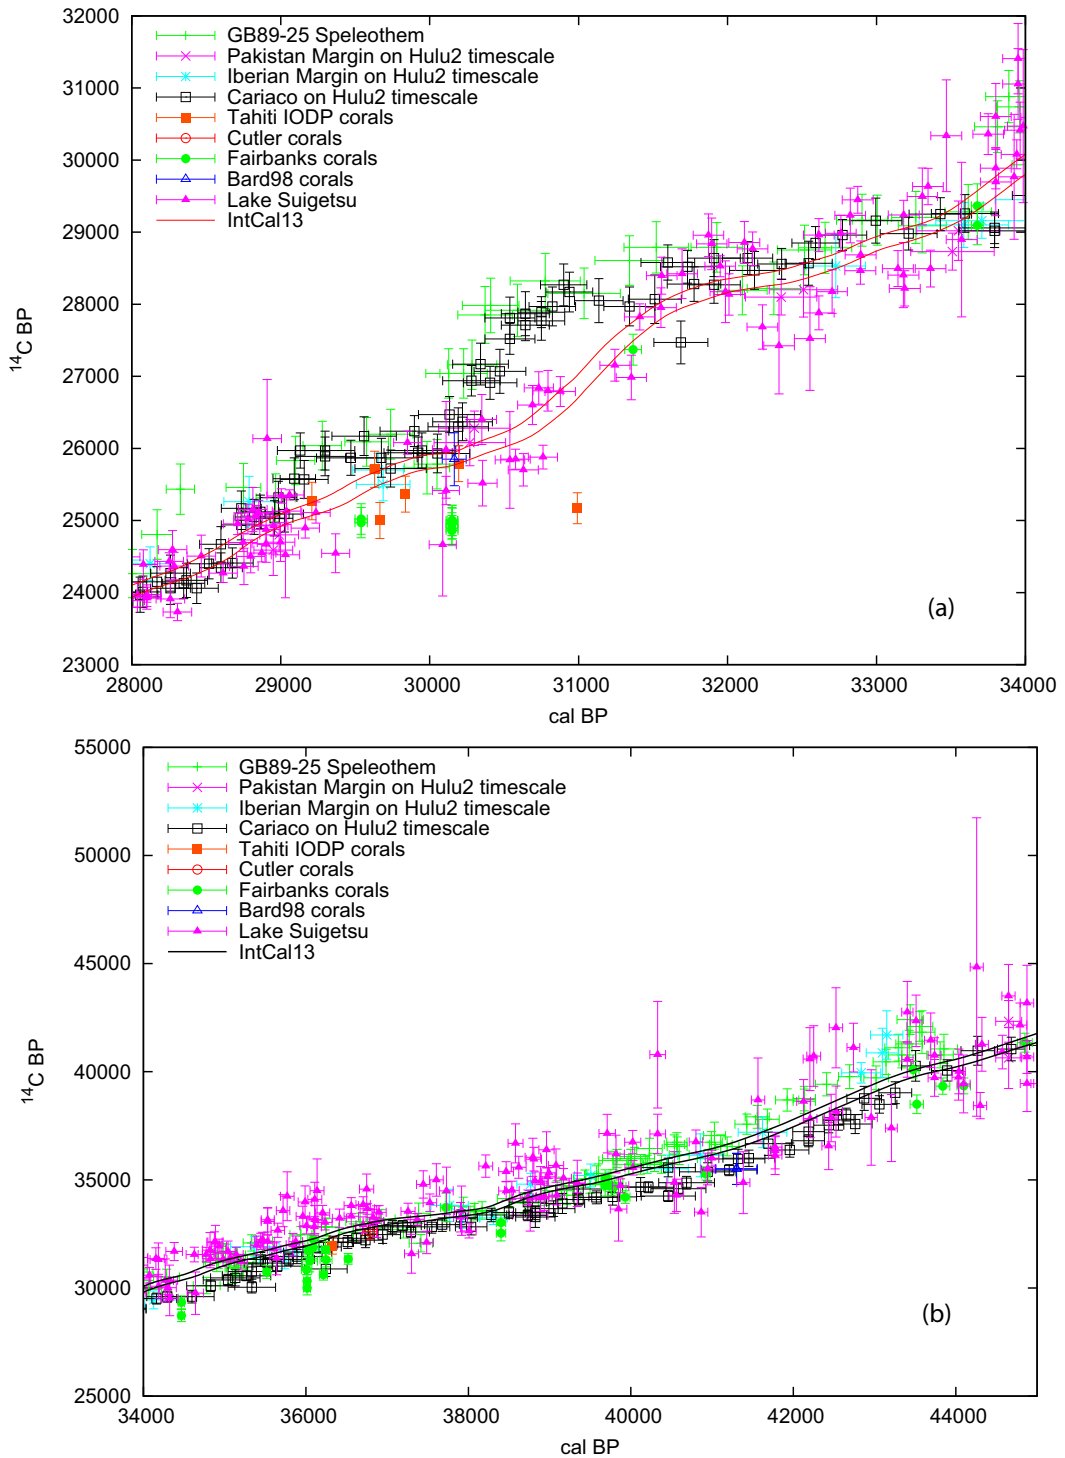 32000
31000
30000
29000
28000
27000
26000
25000
24000
23000
14C BP
GB89-25 Speleothem
Pakistan Margin on Hulu2 timescale
Iberian Margin on Hulu2 timescale
Cariaco on Hulu2 timescale
Tahiti IODP corals
Cutler corals
Fairbanks corals
Bard98 corals
Lake Suigetsu
IntCal13
(a)
28000 29000 30000 31000 32000 33000 34000
cal BP
55000
50000
45000
40000
35000
30000
25000
14C BP
GB89-25 Speleothem
Pakistan Margin on Hulu2 timescale
Iberian Margin on Hulu2 timescale
Cariaco on Hulu2 timescale
Tahiti IODP corals
Cutler corals
Fairbanks corals
Bard98 corals
Lake Suigetsu
IntCal13
(b)
34000 36000 38000 40000 42000 44000
cal BP